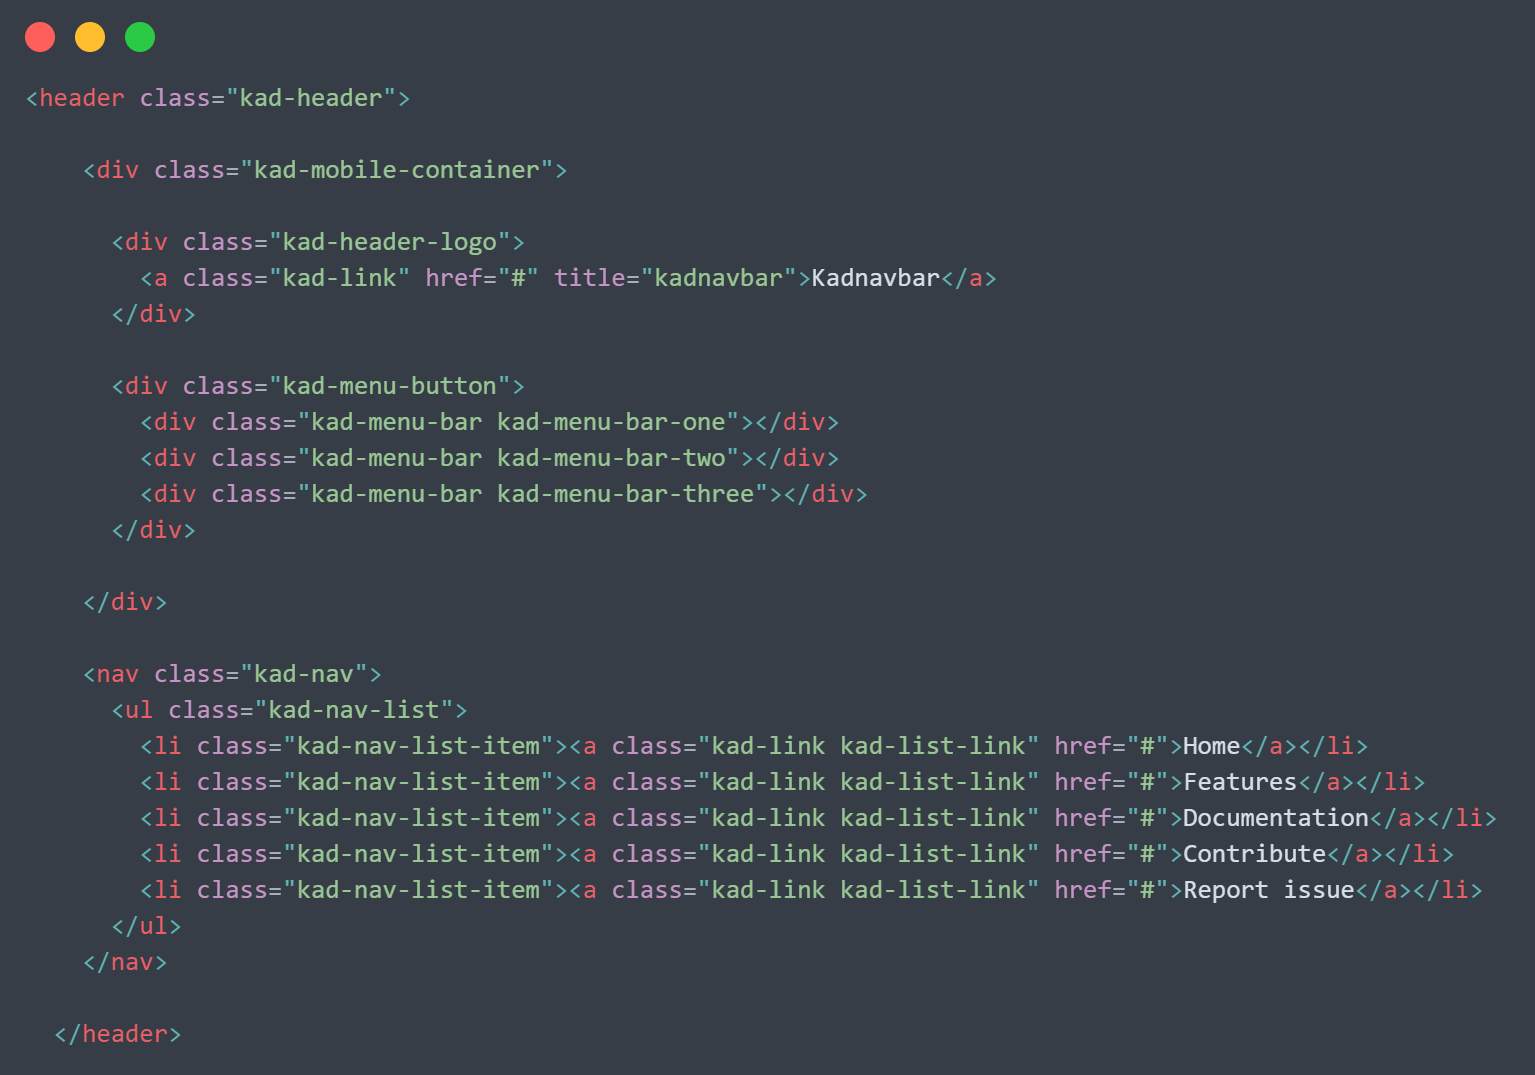 <header class="kad-header">
<div class="kad-mobile-container">
<div class="kad-header-logo">
<a class="kad-link" href="#" title="kadnavbar">Kadnavbar</a>
</div>
<div class="kad-menu-button">
<div class="kad-menu-bar kad-menu-bar-one"></div>
<div class="kad-menu-bar kad-menu-bar-two"></div>
<div class="kad-menu-bar kad-menu-bar-three"></div>
</div>
</div>
<nav class="kad-nav">
<ul class="kad-nav-list">
<li class="kad-nav-list-item"><a class="kad-link kad-list-link" href="#">Home</a></li>
<li class="kad-nav-list-item"><a class="kad-link kad-list-link" href="#">Features</a></li>
<li class="kad-nav-list-item"><a class="kad-link kad-list-link" href="#">Documentation</a></li>
<li class="kad-nav-list-item"><a class="kad-link kad-list-link" href="#">Contribute</a></li>
<li class="kad-nav-list-item"><a class="kad-link kad-list-link" href="#">Report issue</a></li>
</ul>
</nav>
</header>